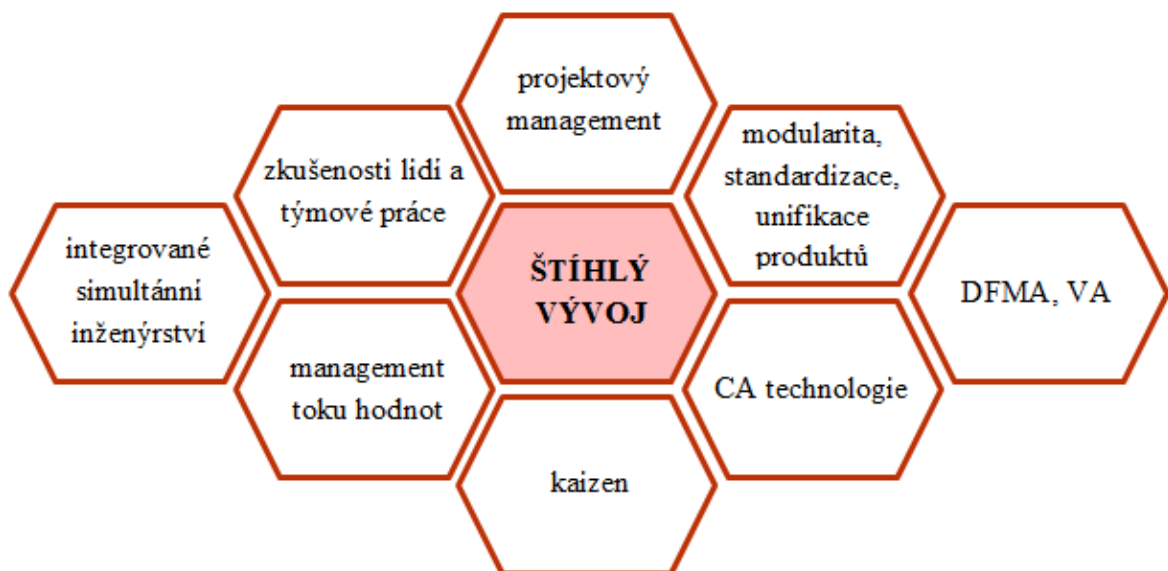 projektový
management
zkušenosti lidí a
týmové práce
modularita,
standardizace,
unifikace
produktů
integrované
simultánní
inženýrství
ŠTÍHLÝ
VÝVOJ
DFMA, VA
management
toku hodnot
CA technologie
kaizen